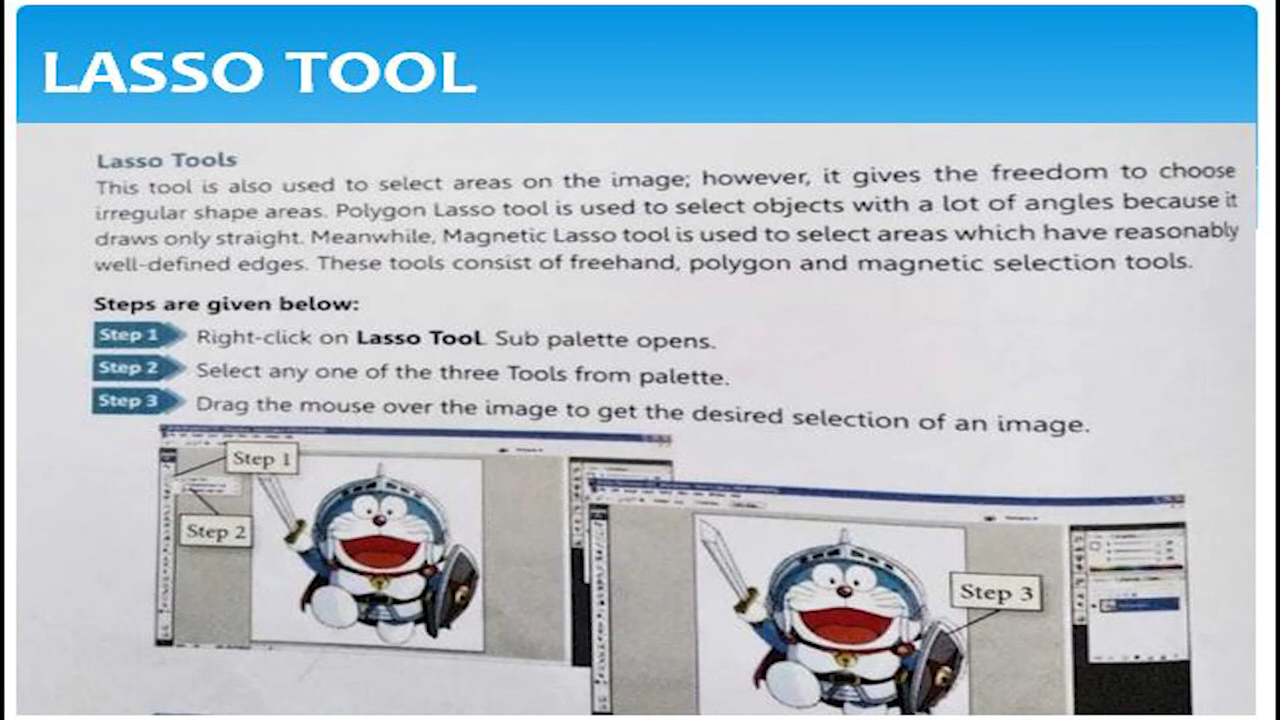 LASSO TOOL
Lasso Tools
This tool is also used to select areas on the image; however, it gives the freedom to choose
irregular shape areas. Polygon Lasso tool is used to select objects with a lot of angles because it
draws only straight. Meanwhile, Magnetic Lasso tool is used to select areas which have reasonably
well-defined edges. These tools consist of freehand, polygon and magnetic selection tools.
Steps are given below:
Step 1 Right-click on Lasso Tool. Sub palette opens.
Step 2 Select any one of the three Tools from palette.
Step 3 Drag the mouse over the image to get the desired selection of an image.
Step 1
Step 2
Step 3